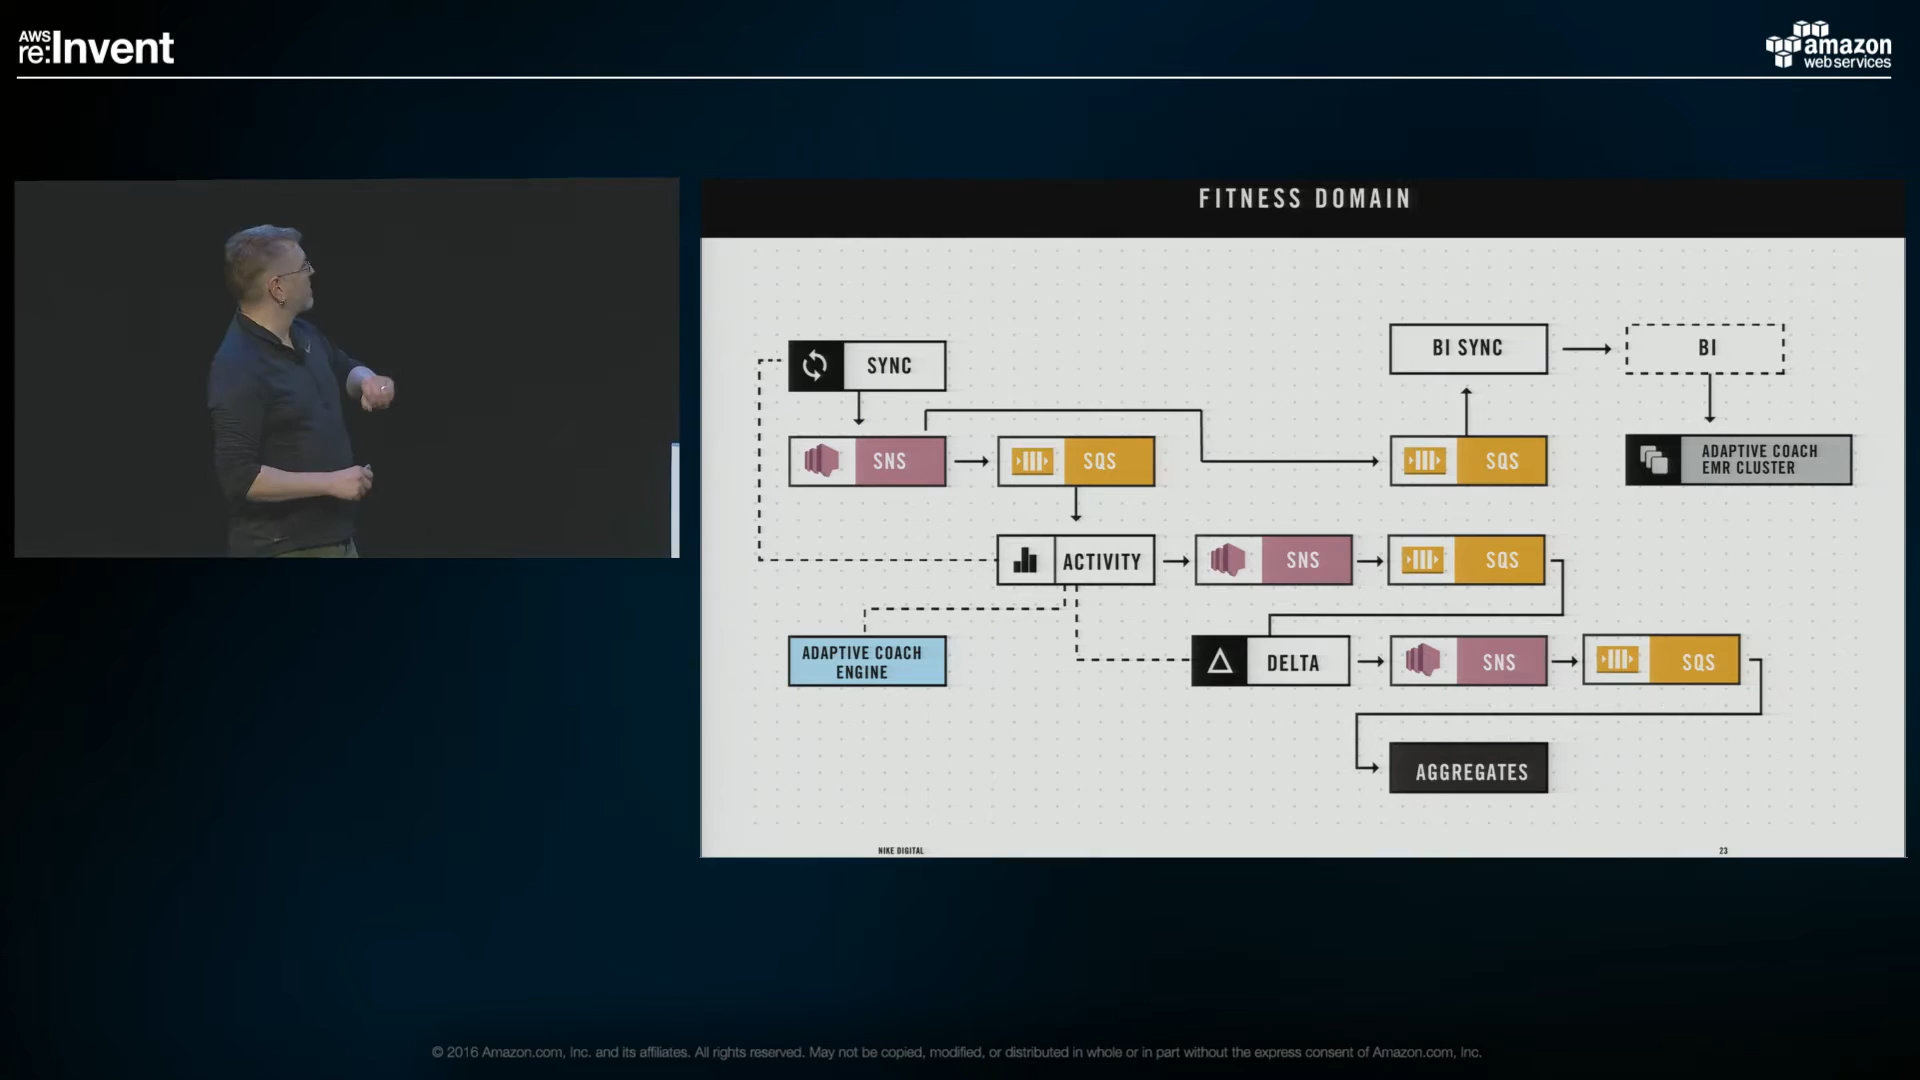 AWS
re:Invent
amazon
web services
FITNESS DOMAIN
SYNC
BI SYNC
BI
SNS
SQS
SQS
ADAPTIVE COACH
EMR CLUSTER
ACTIVITY
SNS
SQS
ADAPTIVE COACH
ENGINE
DELTA
SNS
SQS
AGGREGATES
NIKE DIGITAL
23
© 2016 Amazon.com, Inc. and its affiliates. All rights reserved. May not be copied, modified, or distributed in whole or in part without the express consent of Amazon.com, Inc.